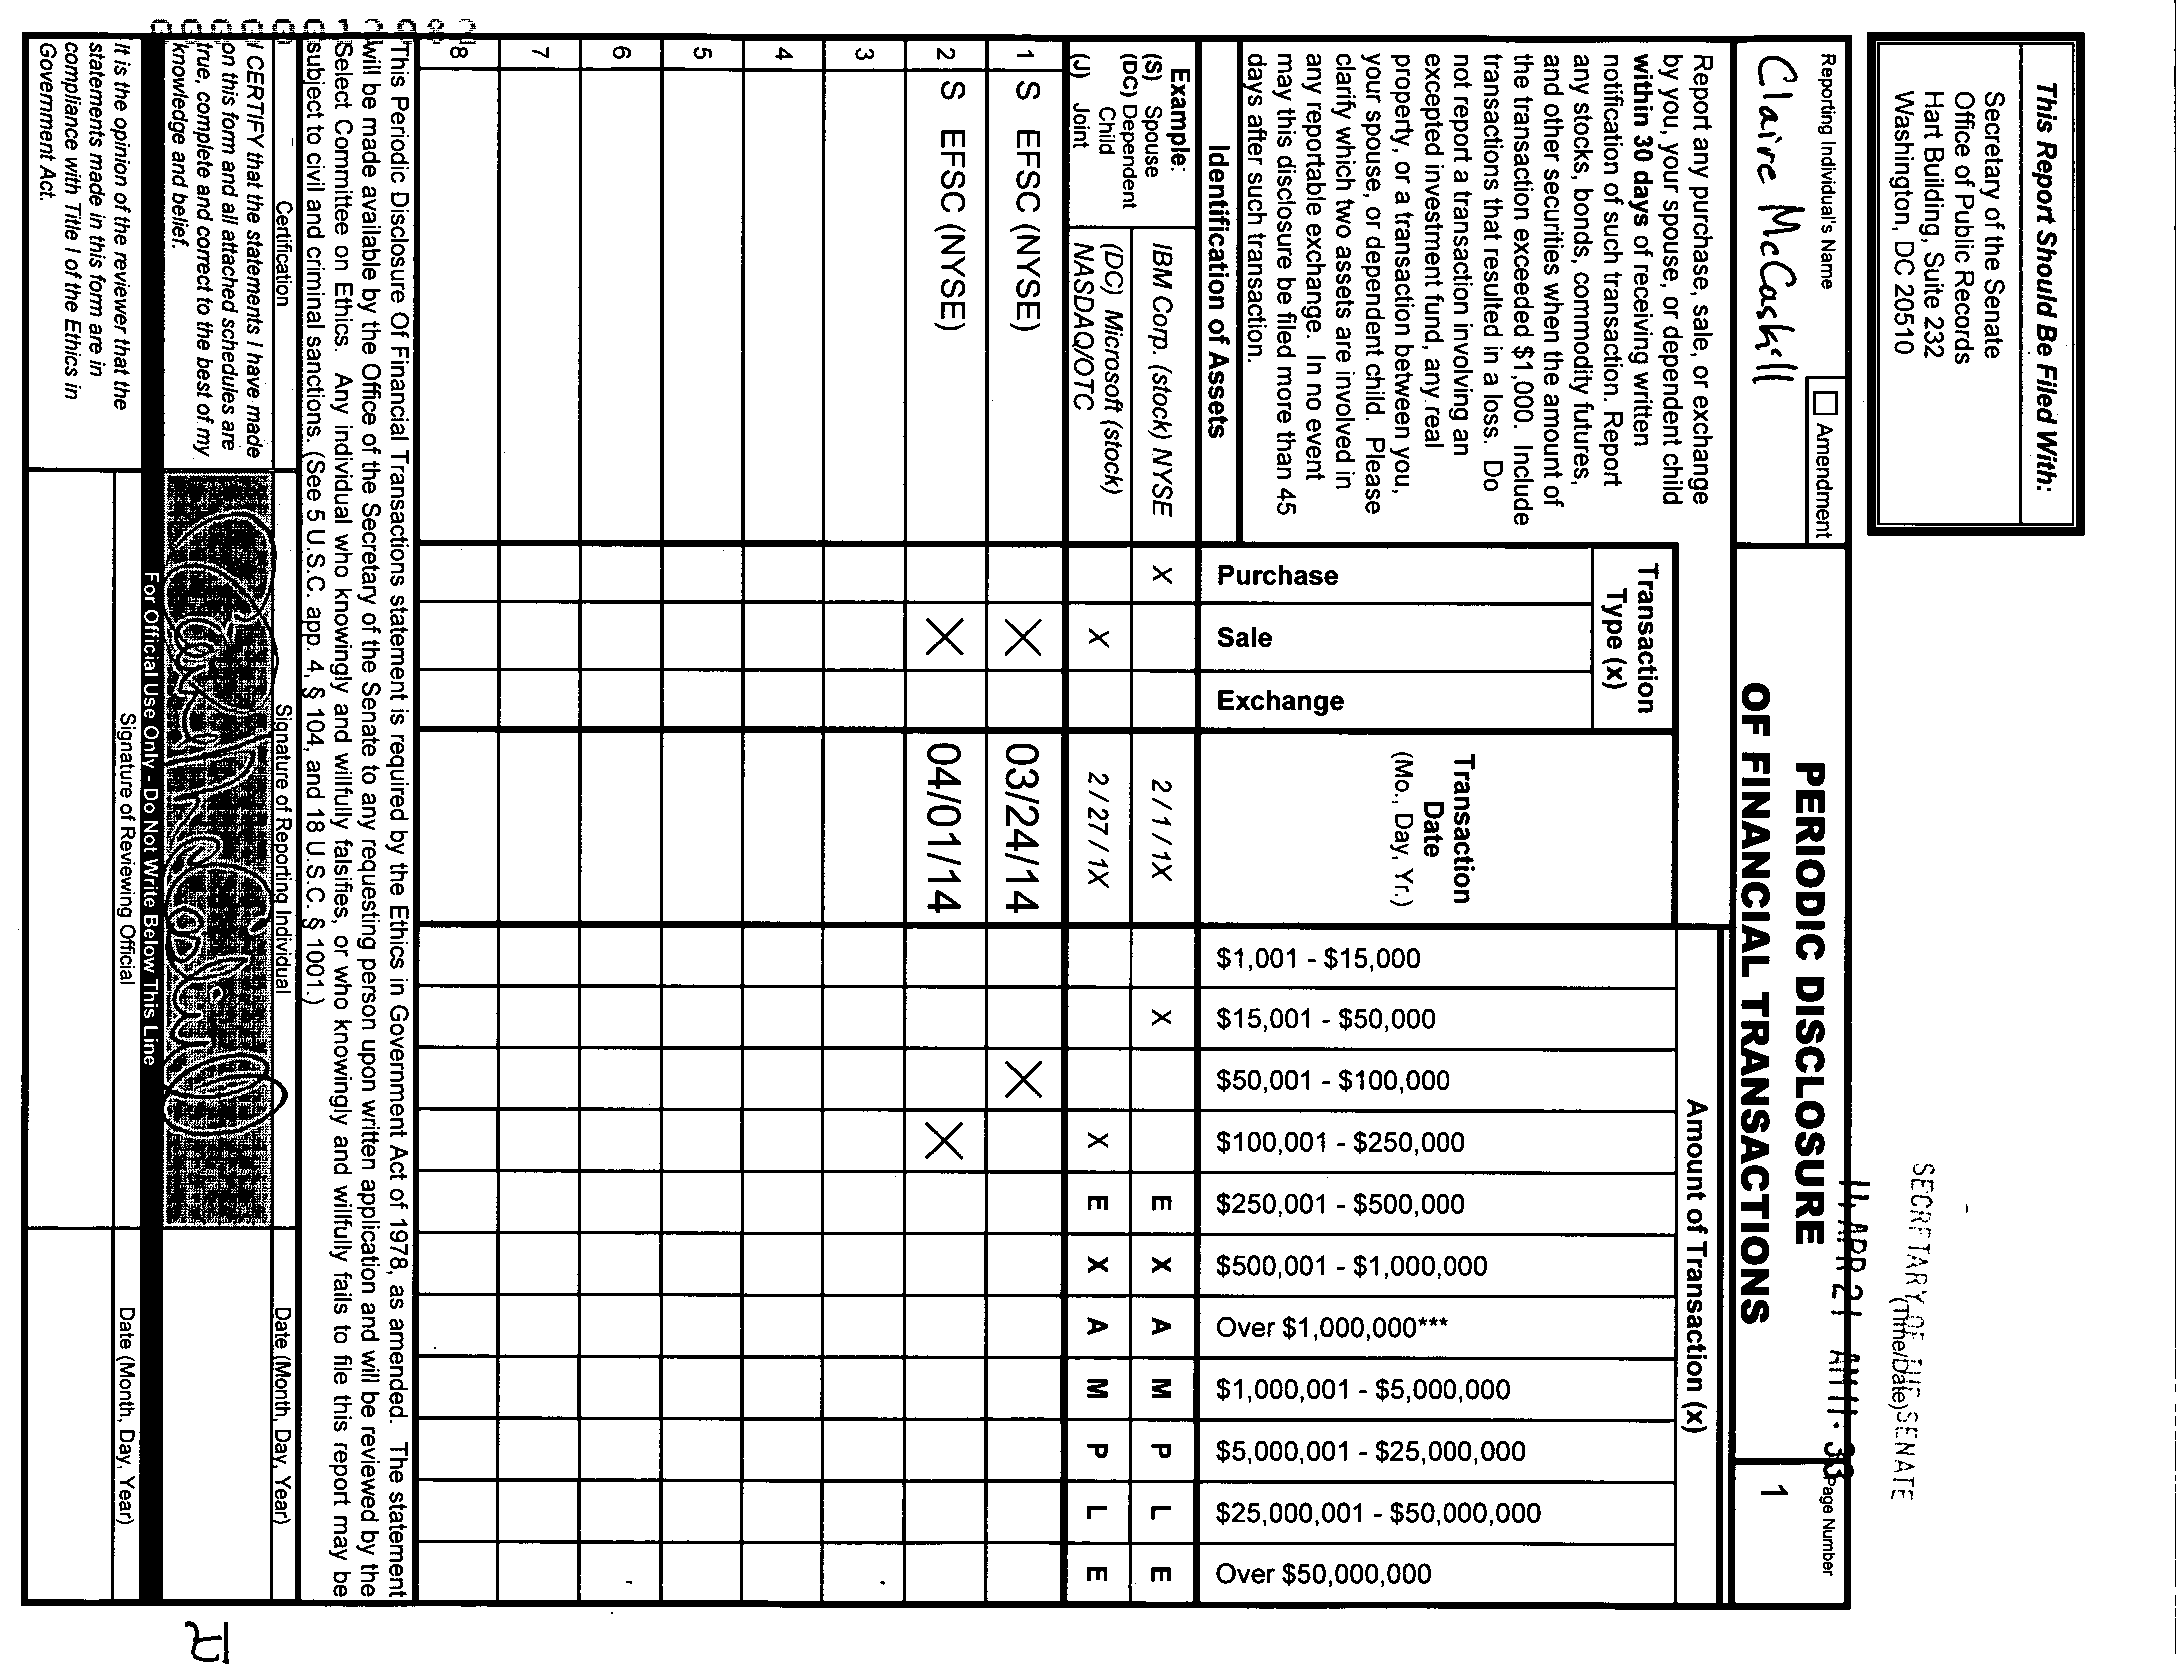 This Report Should Be Filed With:
Secretary of the Senate
Office of Public Records
Hart Building, Suite 232
Washington, DC 20510
SECRETARY OF THE SENATE
(Time/Date)
14 APR 21 AM 11: 33
Reporting Individual's Name
Amendment
Claire McCaskill
PERIODIC DISCLOSURE
OF FINANCIAL TRANSACTIONS
Page Number
1
Report any purchase, sale, or exchange
by you, your spouse, or dependent child
within 30 days of receiving written
notification of such transaction. Report
any stocks, bonds, commodity futures,
and other securities when the amount of
the transaction exceeded $1,000. Include
transactions that resulted in a loss. Do
not report a transaction involving an
excepted investment fund, any real
property, or a transaction between you,
your spouse, or dependent child. Please
clarify which two assets are involved in
any reportable exchange. In no event
may this disclosure be filed more than 45
days after such transaction.
Identification of Assets
Transaction
Type (x)
Purchase
Sale
Exchange
Transaction
Date
(Mo., Day, Yr.)
Amount of Transaction (x)
$1,001 - $15,000
$15,001 - $50,000
$50,001 - $100,000
$100,001 - $250,000
$250,001 - $500,000
$500,001 - $1,000,000
Over $1,000,000***
$1,000,001 - $5,000,000
$5,000,001 - $25,000,000
$25,000,001 - $50,000,000
Over $50,000,000
Example:
(S) Spouse
(DC) Dependent
Child
(J) Joint
IBM Corp. (stock) NYSE X 2/1/1X X E X A M P L E
(DC) Microsoft (stock)
NASDAQ/OTC X 2/27/1X X E X A M P L E
1 S EFSC (NYSE) X 03/24/14 X
2 S EFSC (NYSE) X 04/01/14 X
3
4
5
6
7
8
This Periodic Disclosure Of Financial Transactions statement is required by the Ethics in Government Act of 1978, as amended. The statement
will be made available by the Office of the Secretary of the Senate to any requesting person upon written application and will be reviewed by the
Select Committee on Ethics. Any individual who knowingly and willfully falsifies, or who knowingly and willfully fails to file this report may be
subject to civil and criminal sanctions. (See 5 U.S.C. app. 4, § 104, and 18 U.S.C. § 1001.)
Certification
Signature of Reporting Individual
Date (Month, Day, Year)
I CERTIFY that the statements I have made
on this form and all attached schedules are
true, complete and correct to the best of my
knowledge and belief.
Claire McCaskill
For Official Use Only - Do Not Write Below This Line
It is the opinion of the reviewer that the
statements made in this form are in
compliance with Title I of the Ethics in
Government Act.
Signature of Reviewing Official
Date (Month, Day, Year)